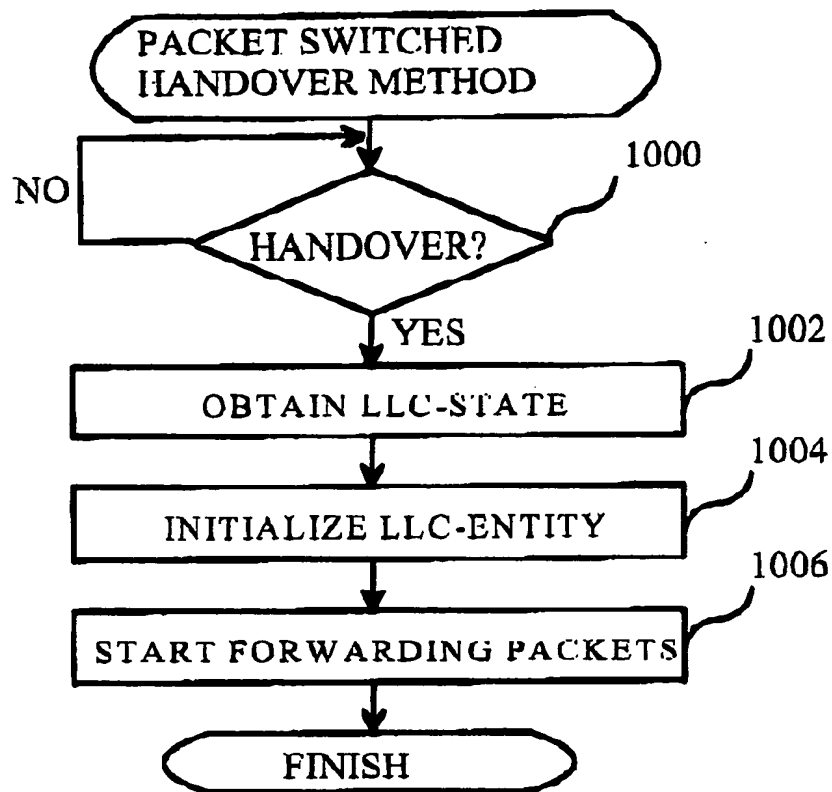 PACKET SWITCHED
HANDOVER METHOD
1000
NO
HANDOVER?
YES
1002
OBTAIN LLC-STATE
1004
INITIALIZE LLC-ENTITY
1006
START FORWARDING PACKETS
FINISH